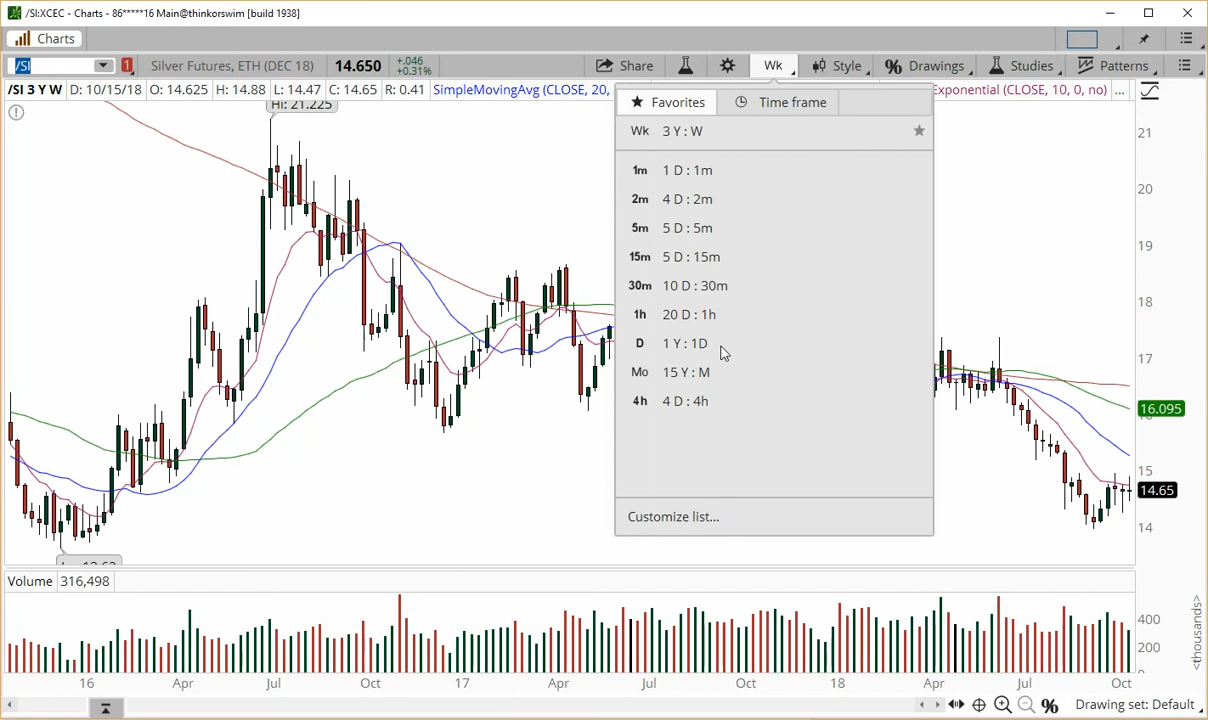 /SI:XCEC - Charts - 86*****16 Main@thinkorswim [build 1938]
Charts
/SI 1 Silver Futures, ETH (DEC 18) 14.650 +.046 +0.31% Share Wk Style % Drawings Studies Patterns
/SI 3 Y W D: 10/15/18 O: 14.625 H: 14.88 L: 14.47 C: 14.65 R: 0.41 SimpleMovingAvg (CLOSE, 20, Exponential (CLOSE, 10, 0, no) ...
Favorites Time frame
Wk 3 Y : W
1m 1 D : 1m
2m 4 D : 2m
5m 5 D : 5m
15m 5 D : 15m
30m 10 D : 30m
1h 20 D : 1h
D 1 Y : 1D
Mo 15 Y : M
4h 4 D : 4h
Customize list...
Hi: 21.225
21
20
19
18
17
16.095
15
14.65
14
Volume 316,498
400
200
<thousands>
16 Apr Jul Oct 17 Apr Jul Oct 18 Apr Jul Oct
% Drawing set: Default